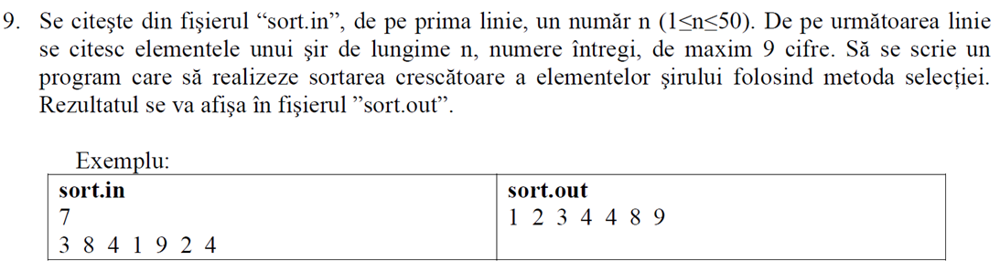 9. Se citeşte din fişierul “sort.in”, de pe prima linie, un număr n (1≤n≤50). De pe următoarea linie
se citesc elementele unui şir de lungime n, numere întregi, de maxim 9 cifre. Să se scrie un
program care să realizeze sortarea crescătoare a elementelor şirului folosind metoda selecției.
Rezultatul se va afişa în fişierul ”sort.out”.
Exemplu:
sort.in
7
3 8 4 1 9 2 4
sort.out
1 2 3 4 4 8 9